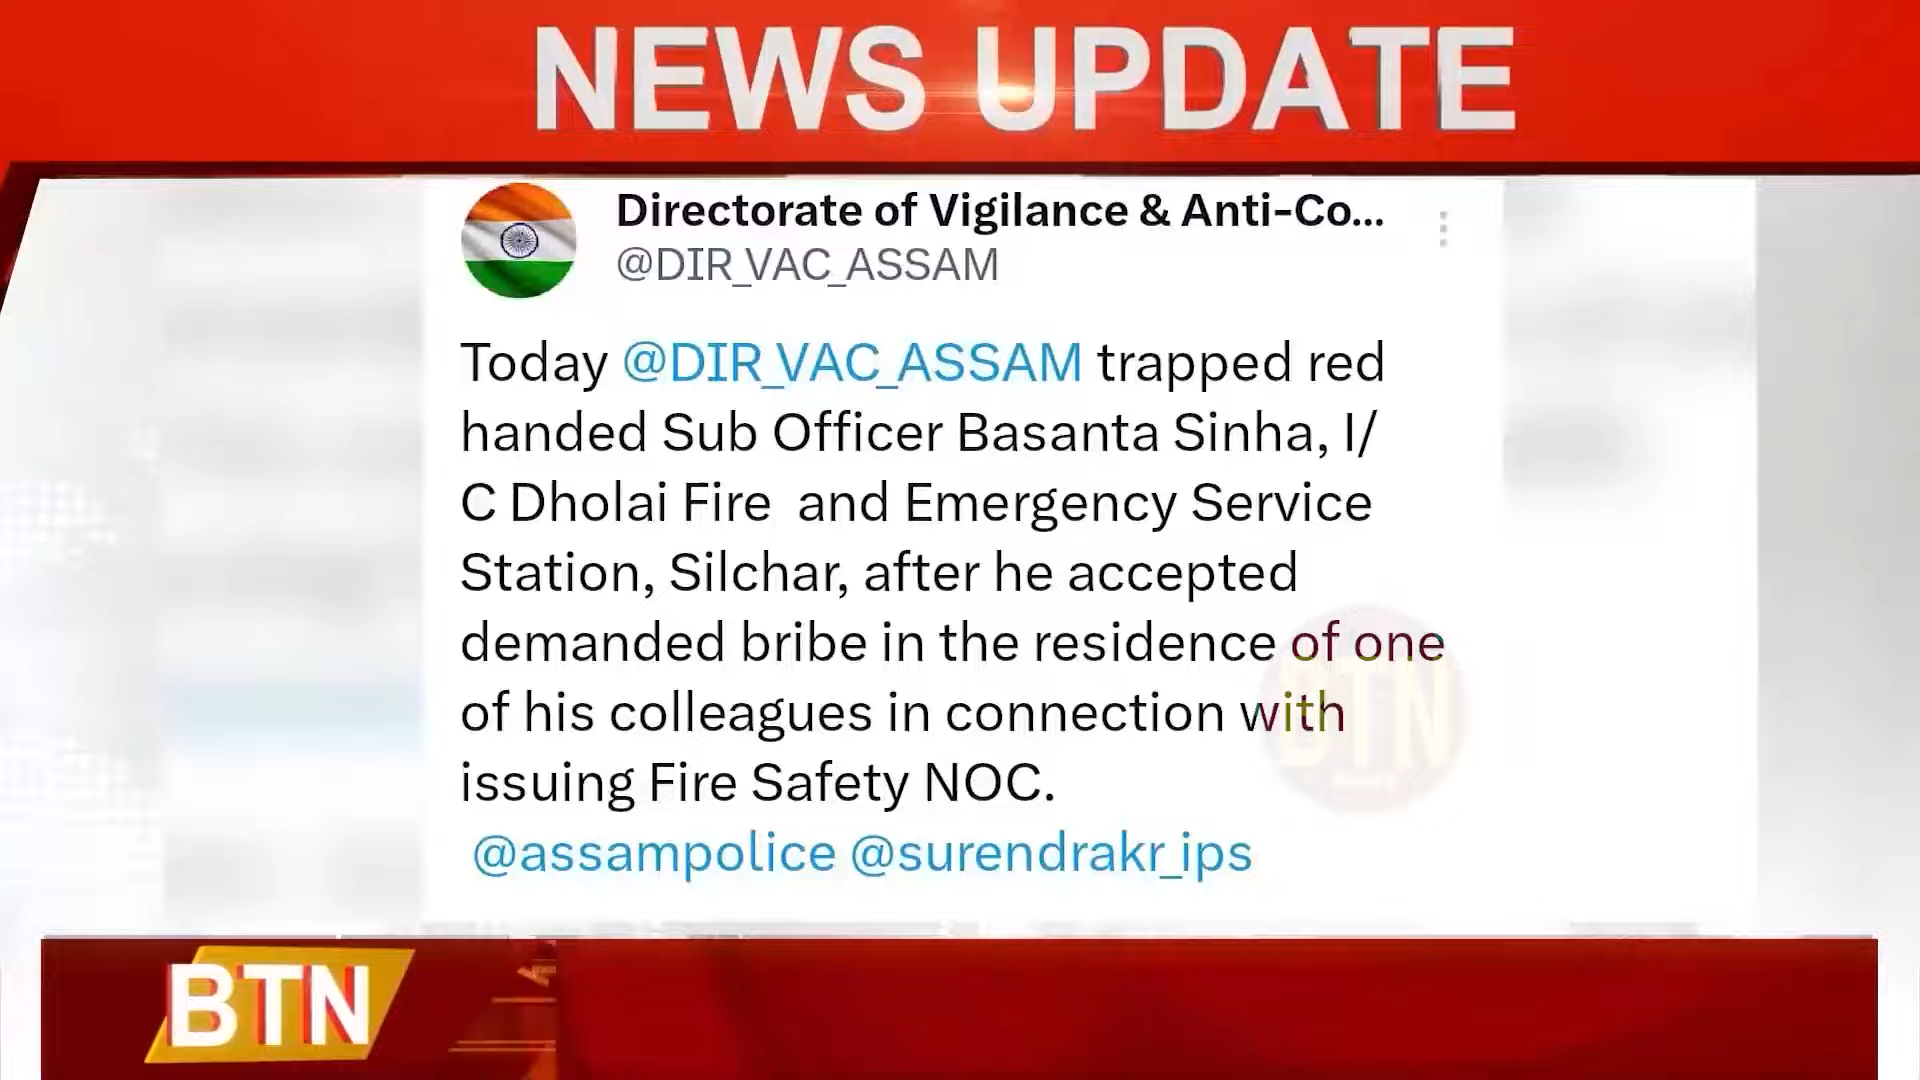 NEWS UPDATE
Directorate of Vigilance & Anti-Co...
@DIR_VAC_ASSAM
Today @DIR_VAC_ASSAM trapped red
handed Sub Officer Basanta Sinha, I/
C Dholai Fire  and Emergency Service
Station, Silchar, after he accepted
demanded bribe in the residence of one
of his colleagues in connection with
issuing Fire Safety NOC.
@assampolice @surendrakr_ips
BTN
BTN